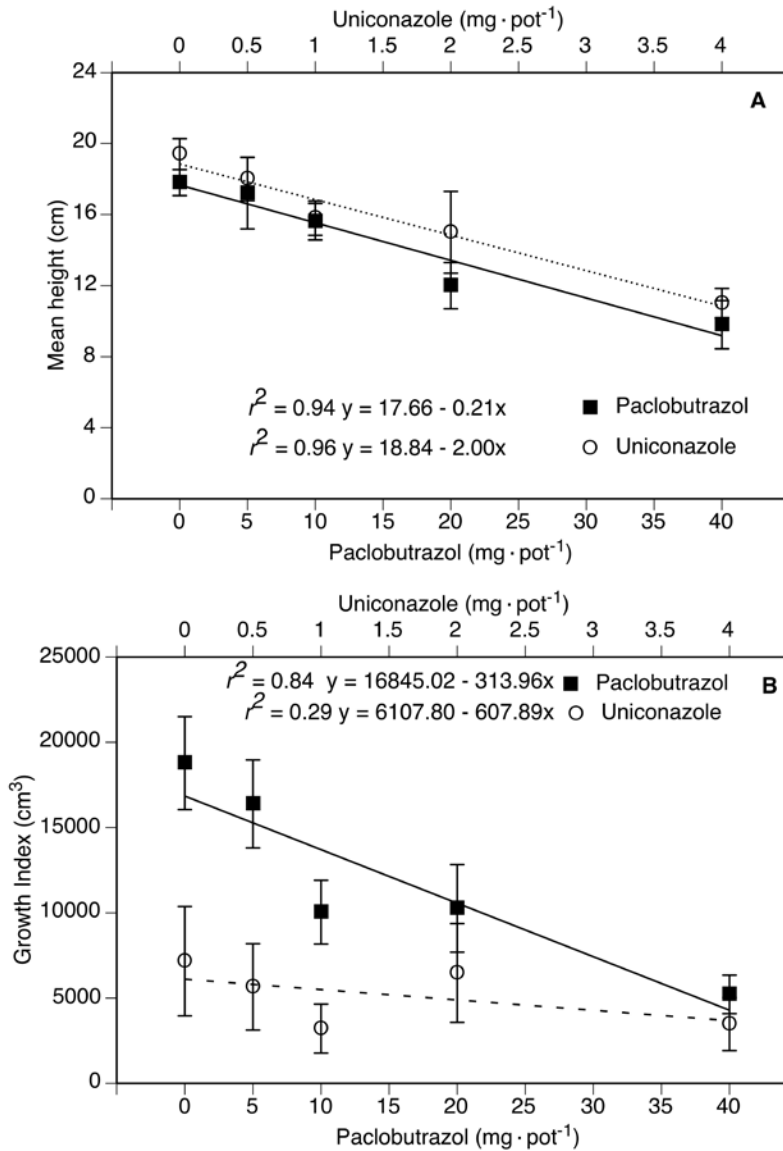 Uniconazole (mg · pot⁻¹)
0 0.5 1 1.5 2 2.5 3 3.5 4
A
24
20
16
12
8
4
0
Mean height (cm)
r² = 0.94 y = 17.66 - 0.21x ■ Paclobutrazol
r² = 0.96 y = 18.84 - 2.00x ○ Uniconazole
0 5 10 15 20 25 30 35 40
Paclobutrazol (mg · pot⁻¹)
Uniconazole (mg · pot⁻¹)
0 0.5 1 1.5 2 2.5 3 3.5 4
r² = 0.84 y = 16845.02 - 313.96x ■ Paclobutrazol B
r² = 0.29 y = 6107.80 - 607.89x ○ Uniconazole
25000
20000
15000
10000
5000
0
Growth Index (cm³)
0 5 10 15 20 25 30 35 40
Paclobutrazol (mg · pot⁻¹)